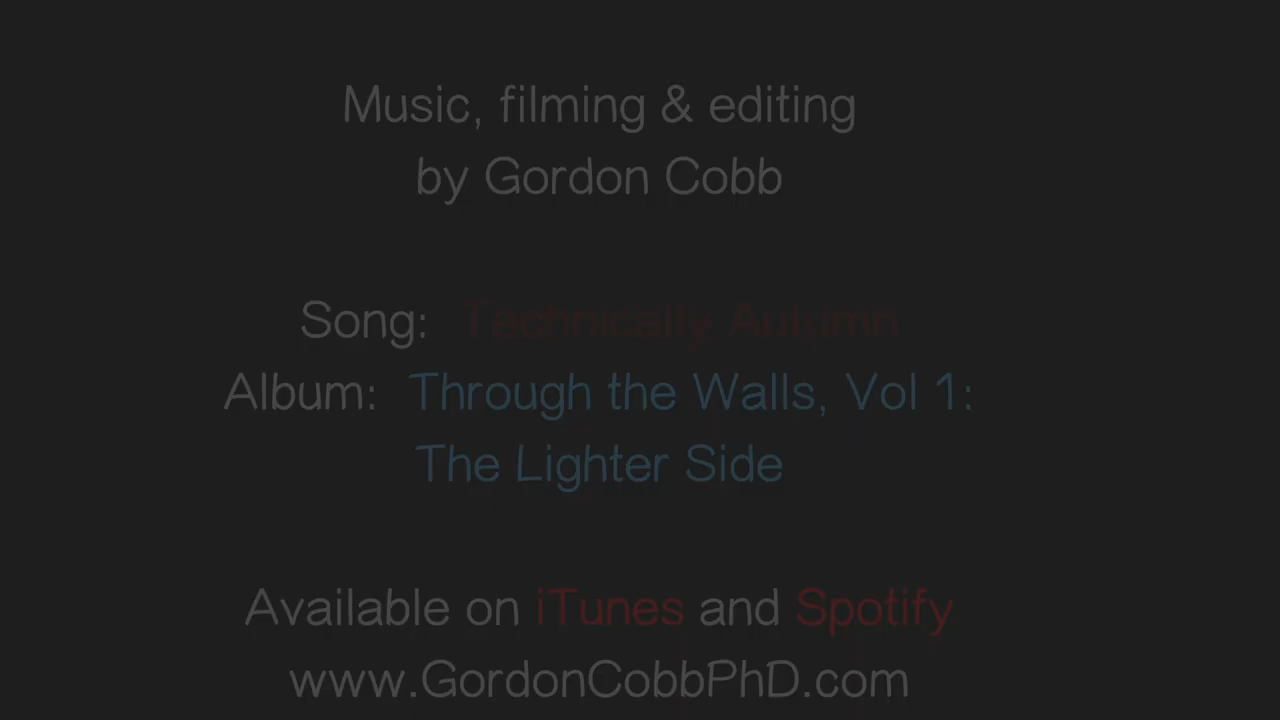 Music, filming & editing
by Gordon Cobb
Song: Technically Autumn
Album: Through the Walls, Vol 1:
The Lighter Side
Available on iTunes and Spotify
www.GordonCobbPhD.com